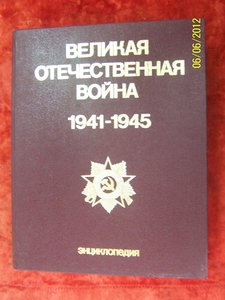 ВЕЛИКАЯ
ОТЕЧЕСТВЕННАЯ
ВОЙНА
1941-1945
ЭНЦИКЛОПЕДИЯ
06/06/2012